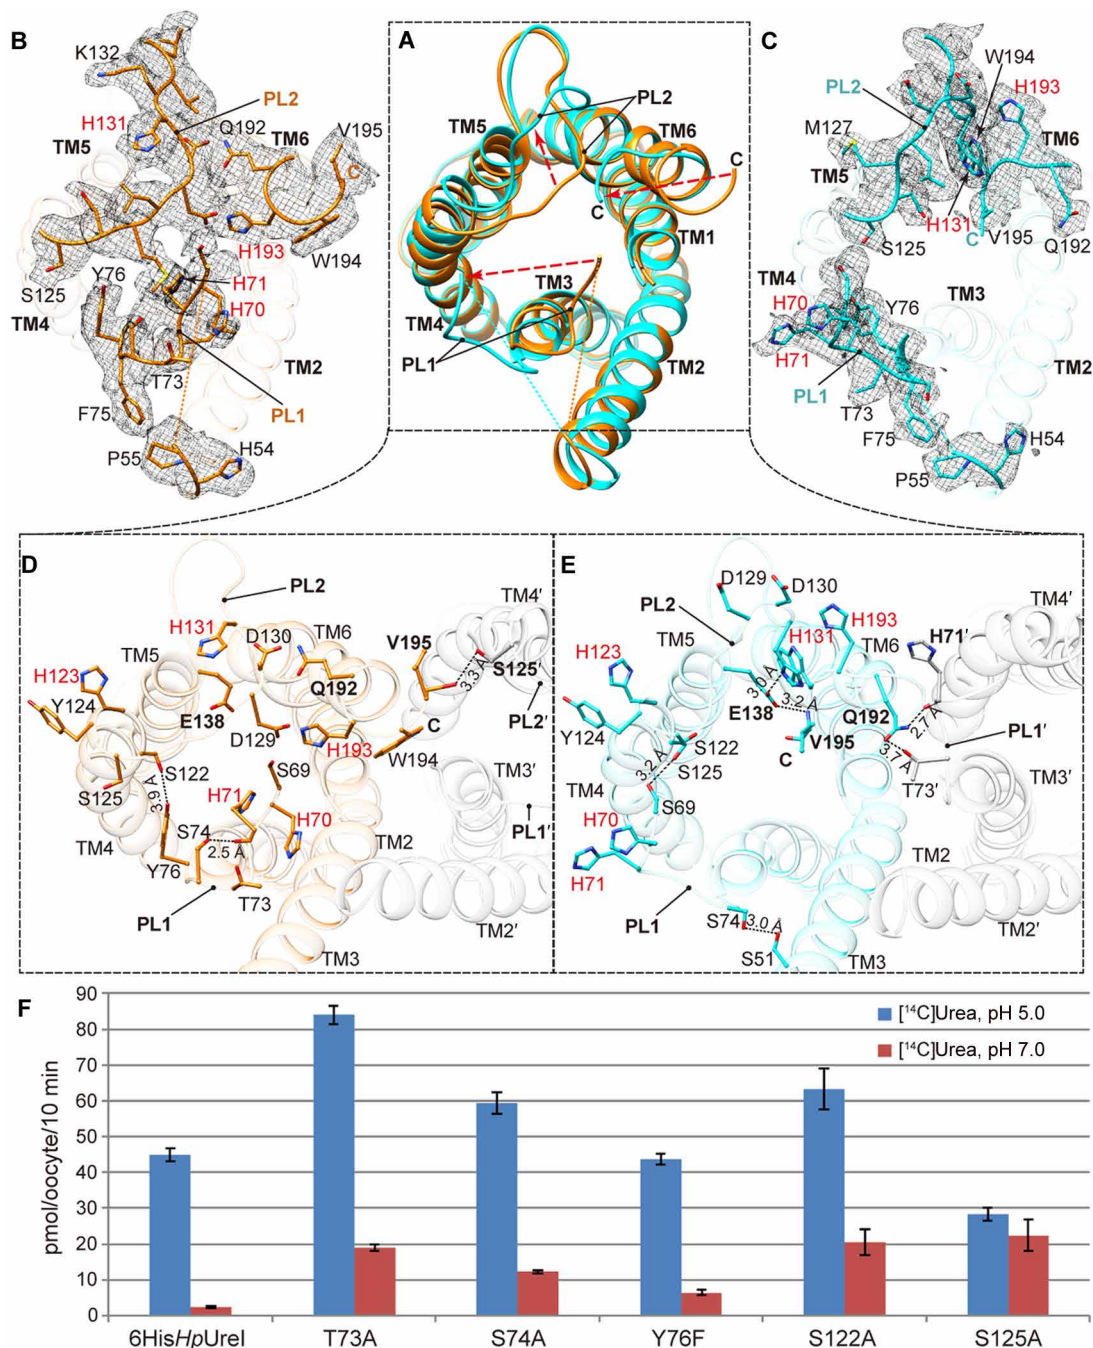 B
K132
PL2
H131
Q192
TM6
V195
TM5
C
H193
W194
Y76
H71
S125
H70
TM4
T73
TM2
F75
PL1
P55
H54
A
PL2
TM5
TM6
C
C
TM1
TM3
TM4
PL1
TM2
C
W194
PL2
H193
M127
TM6
TM5
H131
C
V195
S125
Q192
TM4
H70
Y76
TM3
H71
TM2
PL1
T73
F75
H54
P55
D
PL2
TM4′
H131
D130
TM6
TM5
V195
H123
S125′
3.3 Å
Y124
Q192
E138
PL2′
D129
C
H193
W194
S122
S69
TM3′
S125
3.9 Å
H71
H70
PL1′
TM4
S74
2.5 Å
TM2
Y76
T73
PL1
TM2′
TM3
E
D129
D130
TM4′
PL2
H193
H131
TM5
TM6
H71′
H123
3.0 Å
3.2 Å
E138
Q192
2.7 Å
V195
Y124
S122
C
PL1′
3.7 Å
S125
3.2 Å
T73′
TM3′
TM4
S69
H70
TM2
H71
PL1
S74
3.0 Å
TM2′
S51
TM3
F
90
80
70
60
50
40
30
20
10
0
pmol/oocyte/10 min
[¹⁴C]Urea, pH 5.0
[¹⁴C]Urea, pH 7.0
6HisHpUreI
T73A
S74A
Y76F
S122A
S125A